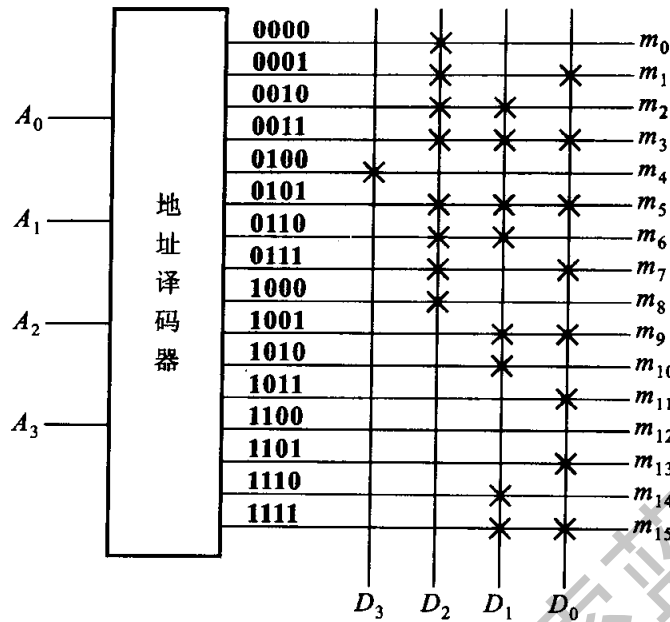 0000 m₀
0001 m₁
0010 m₂
A₀ 0011 m₃
0100 m₄
0101 m₅
A₁ 0110 m₆
0111 m₇
1000 m₈
A₂ 1001 m₉
1010 m₁₀
1011 m₁₁
A₃ 1100 m₁₂
1101 m₁₃
1110 m₁₄
1111 m₁₅
地址译码器
D₃ D₂ D₁ D₀